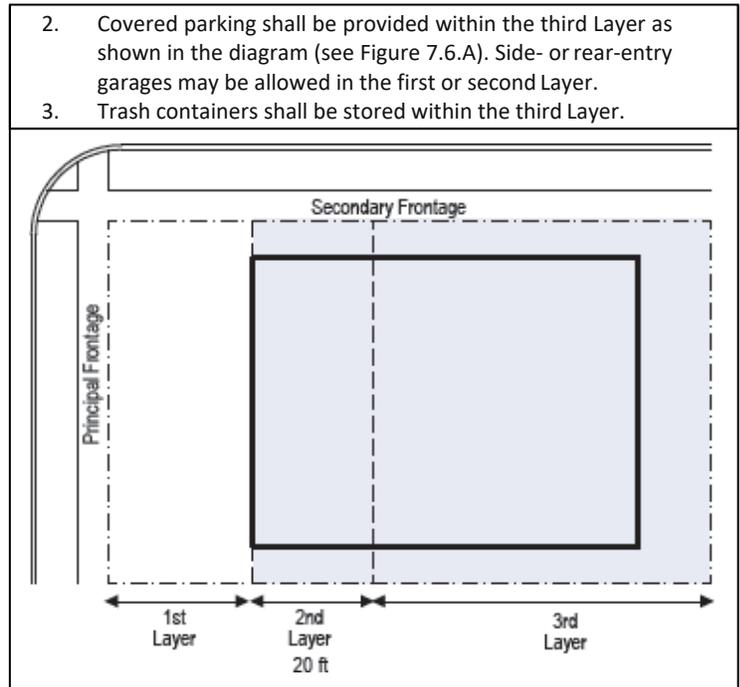 2. Covered parking shall be provided within the third Layer as
shown in the diagram (see Figure 7.6.A). Side- or rear-entry
garages may be allowed in the first or second Layer.
3. Trash containers shall be stored within the third Layer.
Secondary Frontage
Principal Frontage
1st
Layer
2nd
Layer
20 ft
3rd
Layer